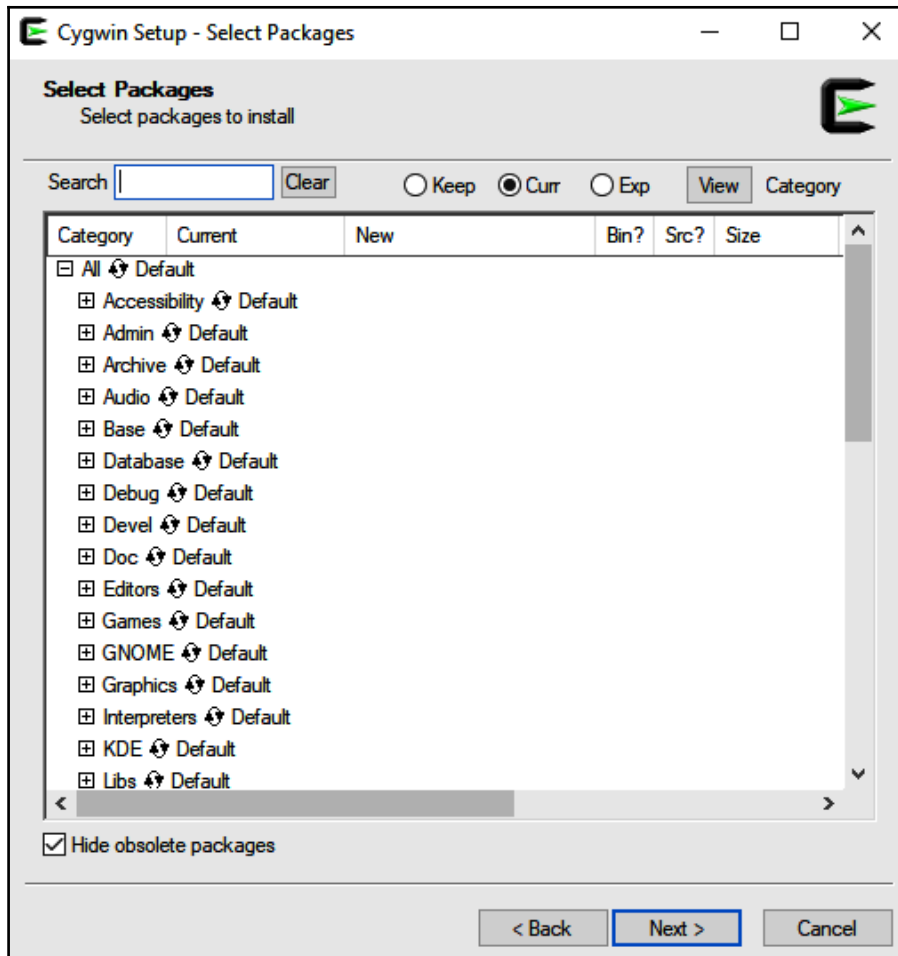 Cygwin Setup - Select Packages
Select Packages
Select packages to install
Search Clear Keep Curr Exp View Category
Category Current New Bin? Src? Size
All Default
Accessibility Default
Admin Default
Archive Default
Audio Default
Base Default
Database Default
Debug Default
Devel Default
Doc Default
Editors Default
Games Default
GNOME Default
Graphics Default
Interpreters Default
KDE Default
Libs Default
Hide obsolete packages
< Back Next > Cancel